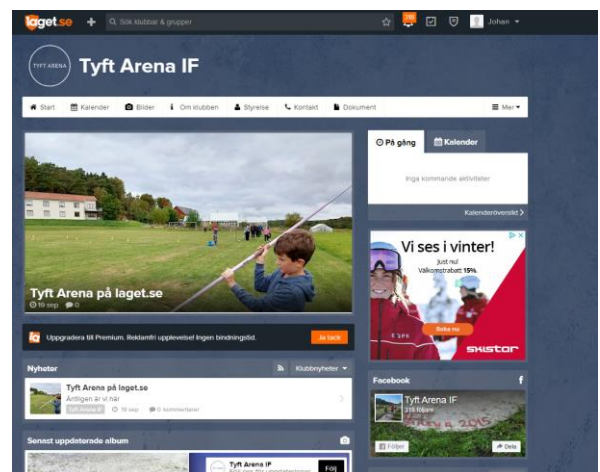 laget.se
Sök klubbar & grupper
Johan
TYFT ARENA
Tyft Arena IF
Start Kalender Bilder Om klubben Styrelse Kontakt Dokument Mer
På gång Kalender
Inga kommande aktiviteter
Kalenderöversikt
Tyft Arena på laget.se
19 sep 0
Uppgradera till Premium. Reklamfri upplevelse! Ingen bindningstid.
Ja tack!
Nyheter Klubbnyheter
Tyft Arena på laget.se
Äntligen är vi här
Tyft Arena IF 19 sep 0 kommentarer
Senast uppdaterade album
Tyft Arena IF
Följ
Vi ses i vinter!
Just nu!
Välkomstrabatt 15%.
Boka nu
SKISTAR
Facebook
Tyft Arena IF
2015
Följer
Dela